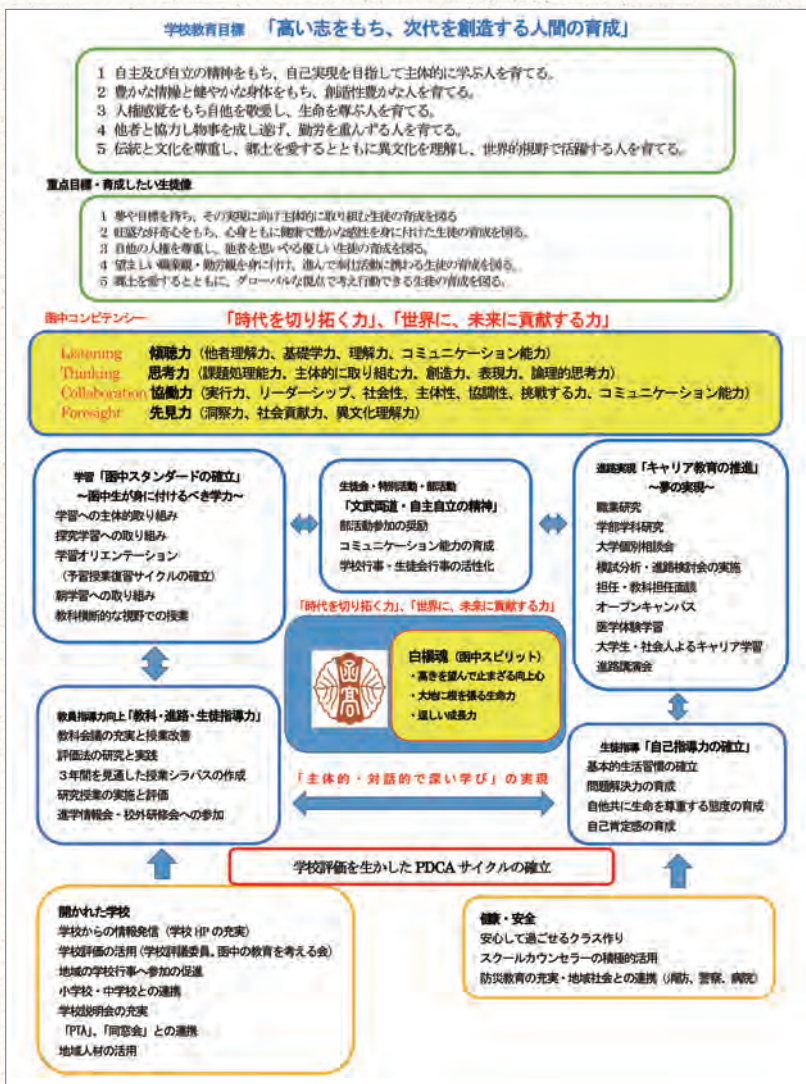 学校教育目標 「高い志をもち、次代を創造する人間の育成」
1 自主及び自立の精神をもち、自己実現を目指して主体的に学ぶ人を育てる。
2 豊かな情操と健やかな身体をもち、創造性豊かな人を育てる。
3 人権感覚をもち自他を敬愛し、生命を尊ぶ人を育てる。
4 他者と協力し物事を成し遂げ、勤労を重んずる人を育てる。
5 伝統と文化を尊重し、郷土を愛するとともに異文化を理解し、世界的視野で活躍する人を育てる。
重点目標・育成したい生徒像
1 夢や目標を持ち、その実現に向け主体的に取り組む生徒の育成を図る
2 旺盛な好奇心をもち、心身ともに健康で豊かな感性を身に付けた生徒の育成を図る。
3 自他の人権を尊重し、他者を思いやる優しい生徒の育成を図る。
4 望ましい職業観・勤労観を身に付け、進んで奉仕活動に携わる生徒の育成を図る。
5 郷土を愛するとともに、グローバルな視点で考え行動できる生徒の育成を図る。
函中コンピテンシー 「時代を切り拓く力」、「世界に、未来に貢献する力」
Listening 傾聴力（他者理解力、基礎学力、理解力、コミュニケーション能力）
Thinking 思考力（課題処理能力、主体的に取り組む力、創造力、表現力、論理的思考力）
Collaboration 協働力（実行力、リーダーシップ、社会性、主体性、協調性、挑戦する力、コミュニケーション能力）
Foresight 先見力（洞察力、社会貢献力、異文化理解力）
学習「函中スタンダードの確立」
～函中生が身に付けるべき学力～
学習への主体的取り組み
探究学習への取り組み
学習オリエンテーション
（予習授業復習サイクルの確立）
朝学習への取り組み
教科横断的な視野での授業
生徒会・特別活動・部活動
「文武両道・自主自立の精神」
部活動参加の奨励
コミュニケーション能力の育成
学校行事・生徒会行事の活性化
進路実現「キャリア教育の推進」
～夢の実現～
職業研究
学部学科研究
大学個別相談会
模試分析・進路検討会の実施
担任・教科担任面談
オープンキャンパス
医学体験学習
大学生・社会人よるキャリア学習
進路講演会
「時代を切り拓く力」、「世界に、未来に貢献する力」
函高
白楊魂（函中スピリット）
・高きを望んで止まざる向上心
・大地に根を張る生命力
・逞しい成長力
教員指導力向上「教科・進路・生徒指導力」
教科会議の充実と授業改善
評価法の研究と実践
3年間を見通した授業シラバスの作成
研究授業の実施と評価
進学情報会・校外研修会への参加
生徒指導「自己指導力の確立」
基本的生活習慣の確立
問題解決力の育成
自他共に生命を尊重する態度の育成
自己肯定感の育成
「主体的・対話的で深い学び」の実現
学校評価を生かした PDCA サイクルの確立
開かれた学校
学校からの情報発信（学校 HP の充実）
学校評価の活用（学校評議委員。函中の教育を考える会）
地域の学校行事へ参加の促進
小学校・中学校との連携
学校説明会の充実
「PTA」、「同窓会」との連携
地域人材の活用
健康・安全
安心して過ごせるクラス作り
スクールカウンセラーの積極的活用
防災教育の充実・地域社会との連携（消防、警察、病院）